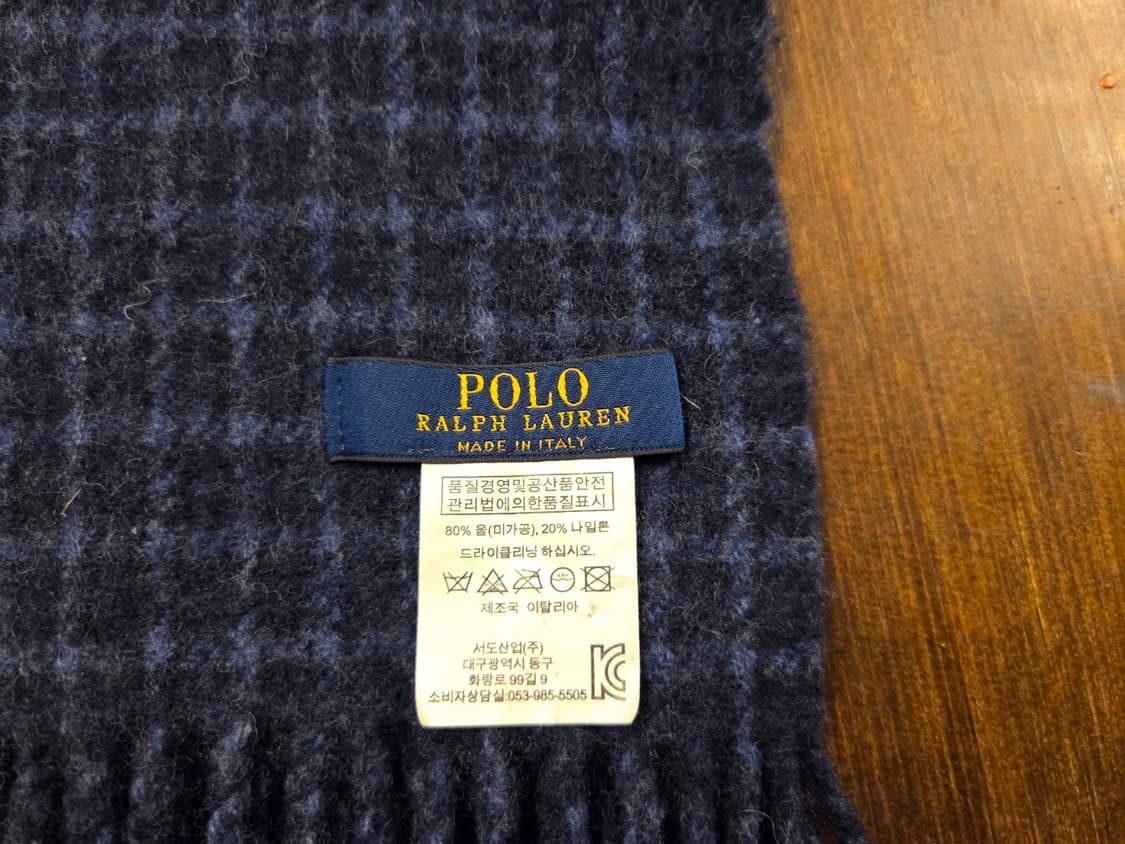 POLO
RALPH LAUREN
MADE IN ITALY
품질경영및공산품안전
관리법에의한품질표시
80% 울(미가공), 20% 나일론
드라이클리닝 하십시오.
제조국 이탈리아
서도산업(주)
대구광역시 동구
화랑로 99길 9
소비자상담실:053-985-5505